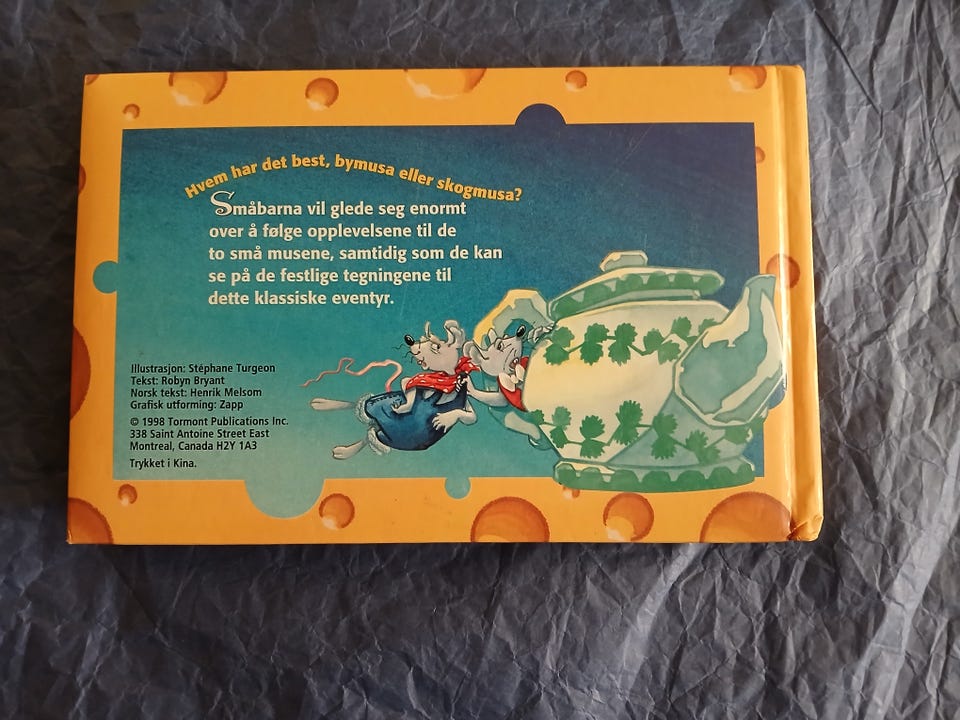 Hvem har det best, bymusa eller skogmusa?
Småbarna vil glede seg enormt
over å følge opplevelsene til de
to små musene, samtidig som de kan
se på de festlige tegningene til
dette klassiske eventyr.
Illustrasjon: Stéphane Turgeon
Tekst: Robyn Bryant
Norsk tekst: Henrik Melsom
Grafisk utforming: Zapp
© 1998 Tormont Publications Inc.
338 Saint Antoine Street East
Montreal, Canada H2Y 1A3
Trykket i Kina.